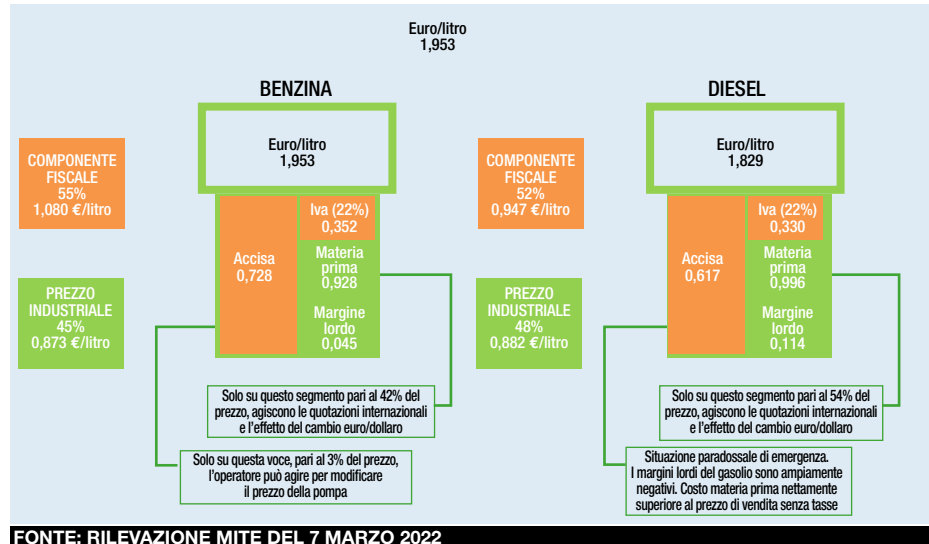 Euro/litro
1,953
BENZINA
Euro/litro
1,953
COMPONENTE
FISCALE
55%
1,080 €/litro
Iva (22%)
0,352
Accisa
0,728
Materia
prima
0,928
Margine
lordo
0,045
PREZZO
INDUSTRIALE
45%
0,873 €/litro
Solo su questo segmento pari al 42% del
prezzo, agiscono le quotazioni internazionali
e l'effetto del cambio euro/dollaro
Solo su questa voce, pari al 3% del prezzo,
l'operatore può agire per modificare
il prezzo della pompa
DIESEL
Euro/litro
1,829
COMPONENTE
FISCALE
52%
0,947 €/litro
Iva (22%)
0,330
Accisa
0,617
Materia
prima
0,996
Margine
lordo
0,114
PREZZO
INDUSTRIALE
48%
0,882 €/litro
Solo su questo segmento pari al 54% del
prezzo, agiscono le quotazioni internazionali
e l'effetto del cambio euro/dollaro
Situazione paradossale di emergenza.
I margini lordi del gasolio sono ampiamente
negativi. Costo materia prima nettamente
superiore al prezzo di vendita senza tasse
FONTE: RILEVAZIONE MITE DEL 7 MARZO 2022